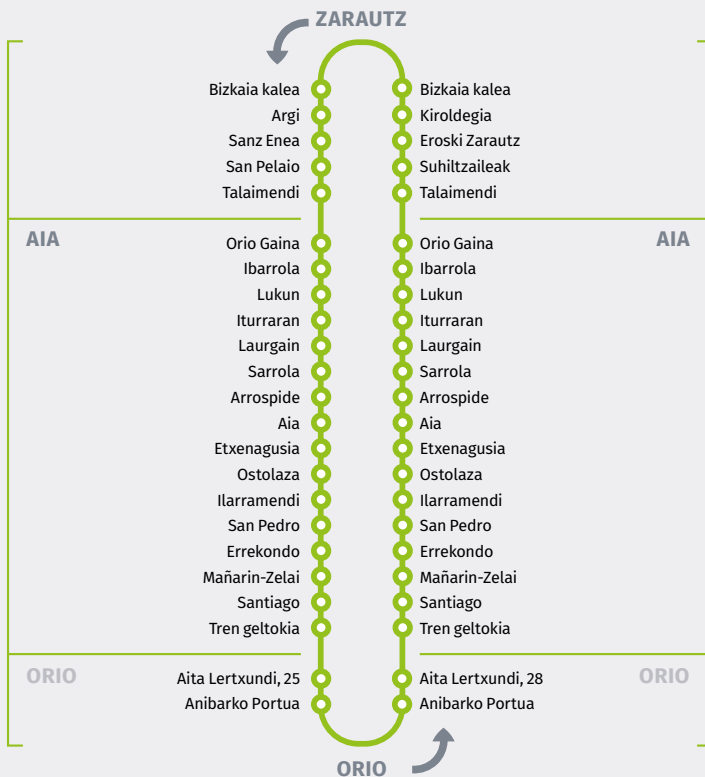 ZARAUTZ
Bizkaia kalea
Argi
Sanz Enea
San Pelaio
Talaimendi
Bizkaia kalea
Kiroldegia
Eroski Zarautz
Suhiltzaileak
Talaimendi
AIA
Orio Gaina
Ibarrola
Lukun
Iturraran
Laurgain
Sarrola
Arrospide
Aia
Etxenagusia
Ostolaza
Ilarramendi
San Pedro
Errekondo
Mañarin-Zelai
Santiago
Tren geltokia
AIA
Orio Gaina
Ibarrola
Lukun
Iturraran
Laurgain
Sarrola
Arrospide
Aia
Etxenagusia
Ostolaza
Ilarramendi
San Pedro
Errekondo
Mañarin-Zelai
Santiago
Tren geltokia
ORIO
Aita Lertxundi, 25
Anibarko Portua
ORIO
Aita Lertxundi, 28
Anibarko Portua
ORIO